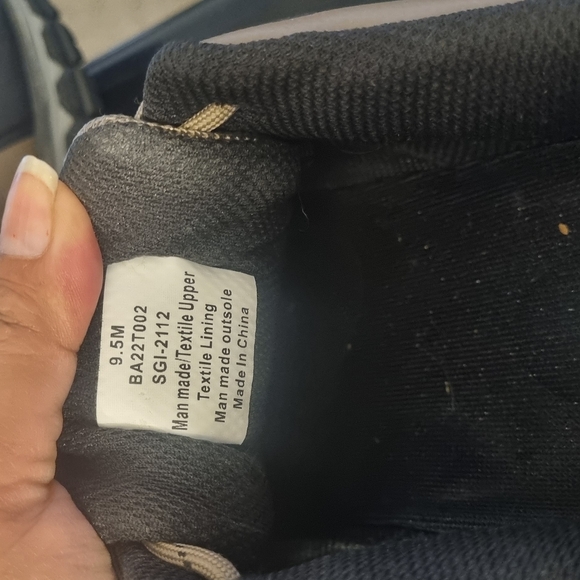 9.5M
BA22T002
SGI-2112
Man made/Textile Upper
Textile Lining
Man made outsole
Made In China